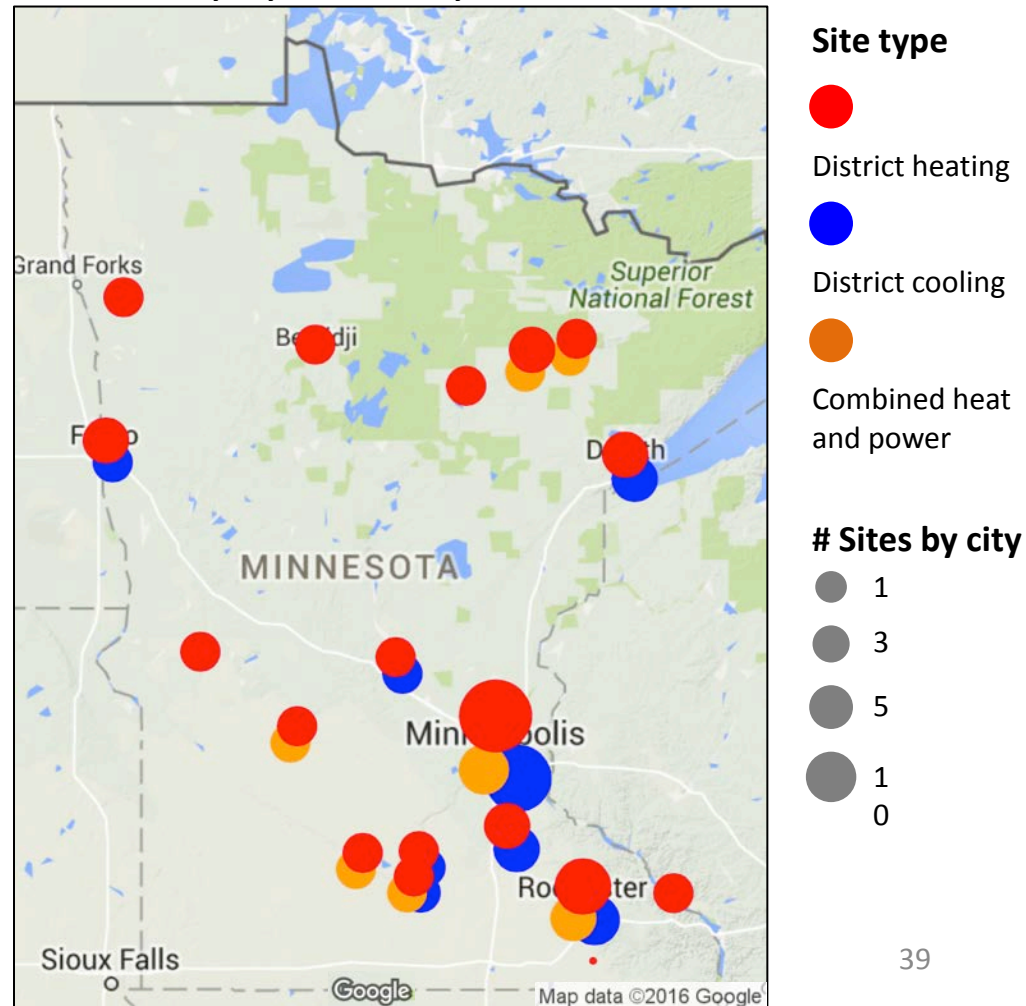 Site type
District heating
District cooling
Combined heat
and power
# Sites by city
1
3
5
1
0
Grand Forks
Superior
National Forest
MINNESOTA
Sioux Falls
Google
Map data ©2016 Google
39